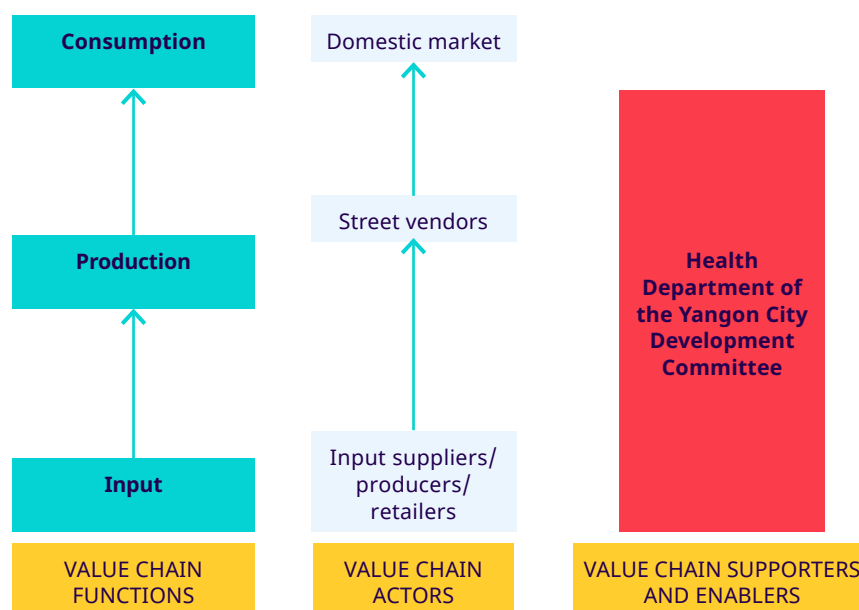 Consumption
Production
Input
VALUE CHAIN
FUNCTIONS
Domestic market
Street vendors
Input suppliers/
producers/
retailers
VALUE CHAIN
ACTORS
Health
Department of
the Yangon City
Development
Committee
VALUE CHAIN SUPPORTERS
AND ENABLERS